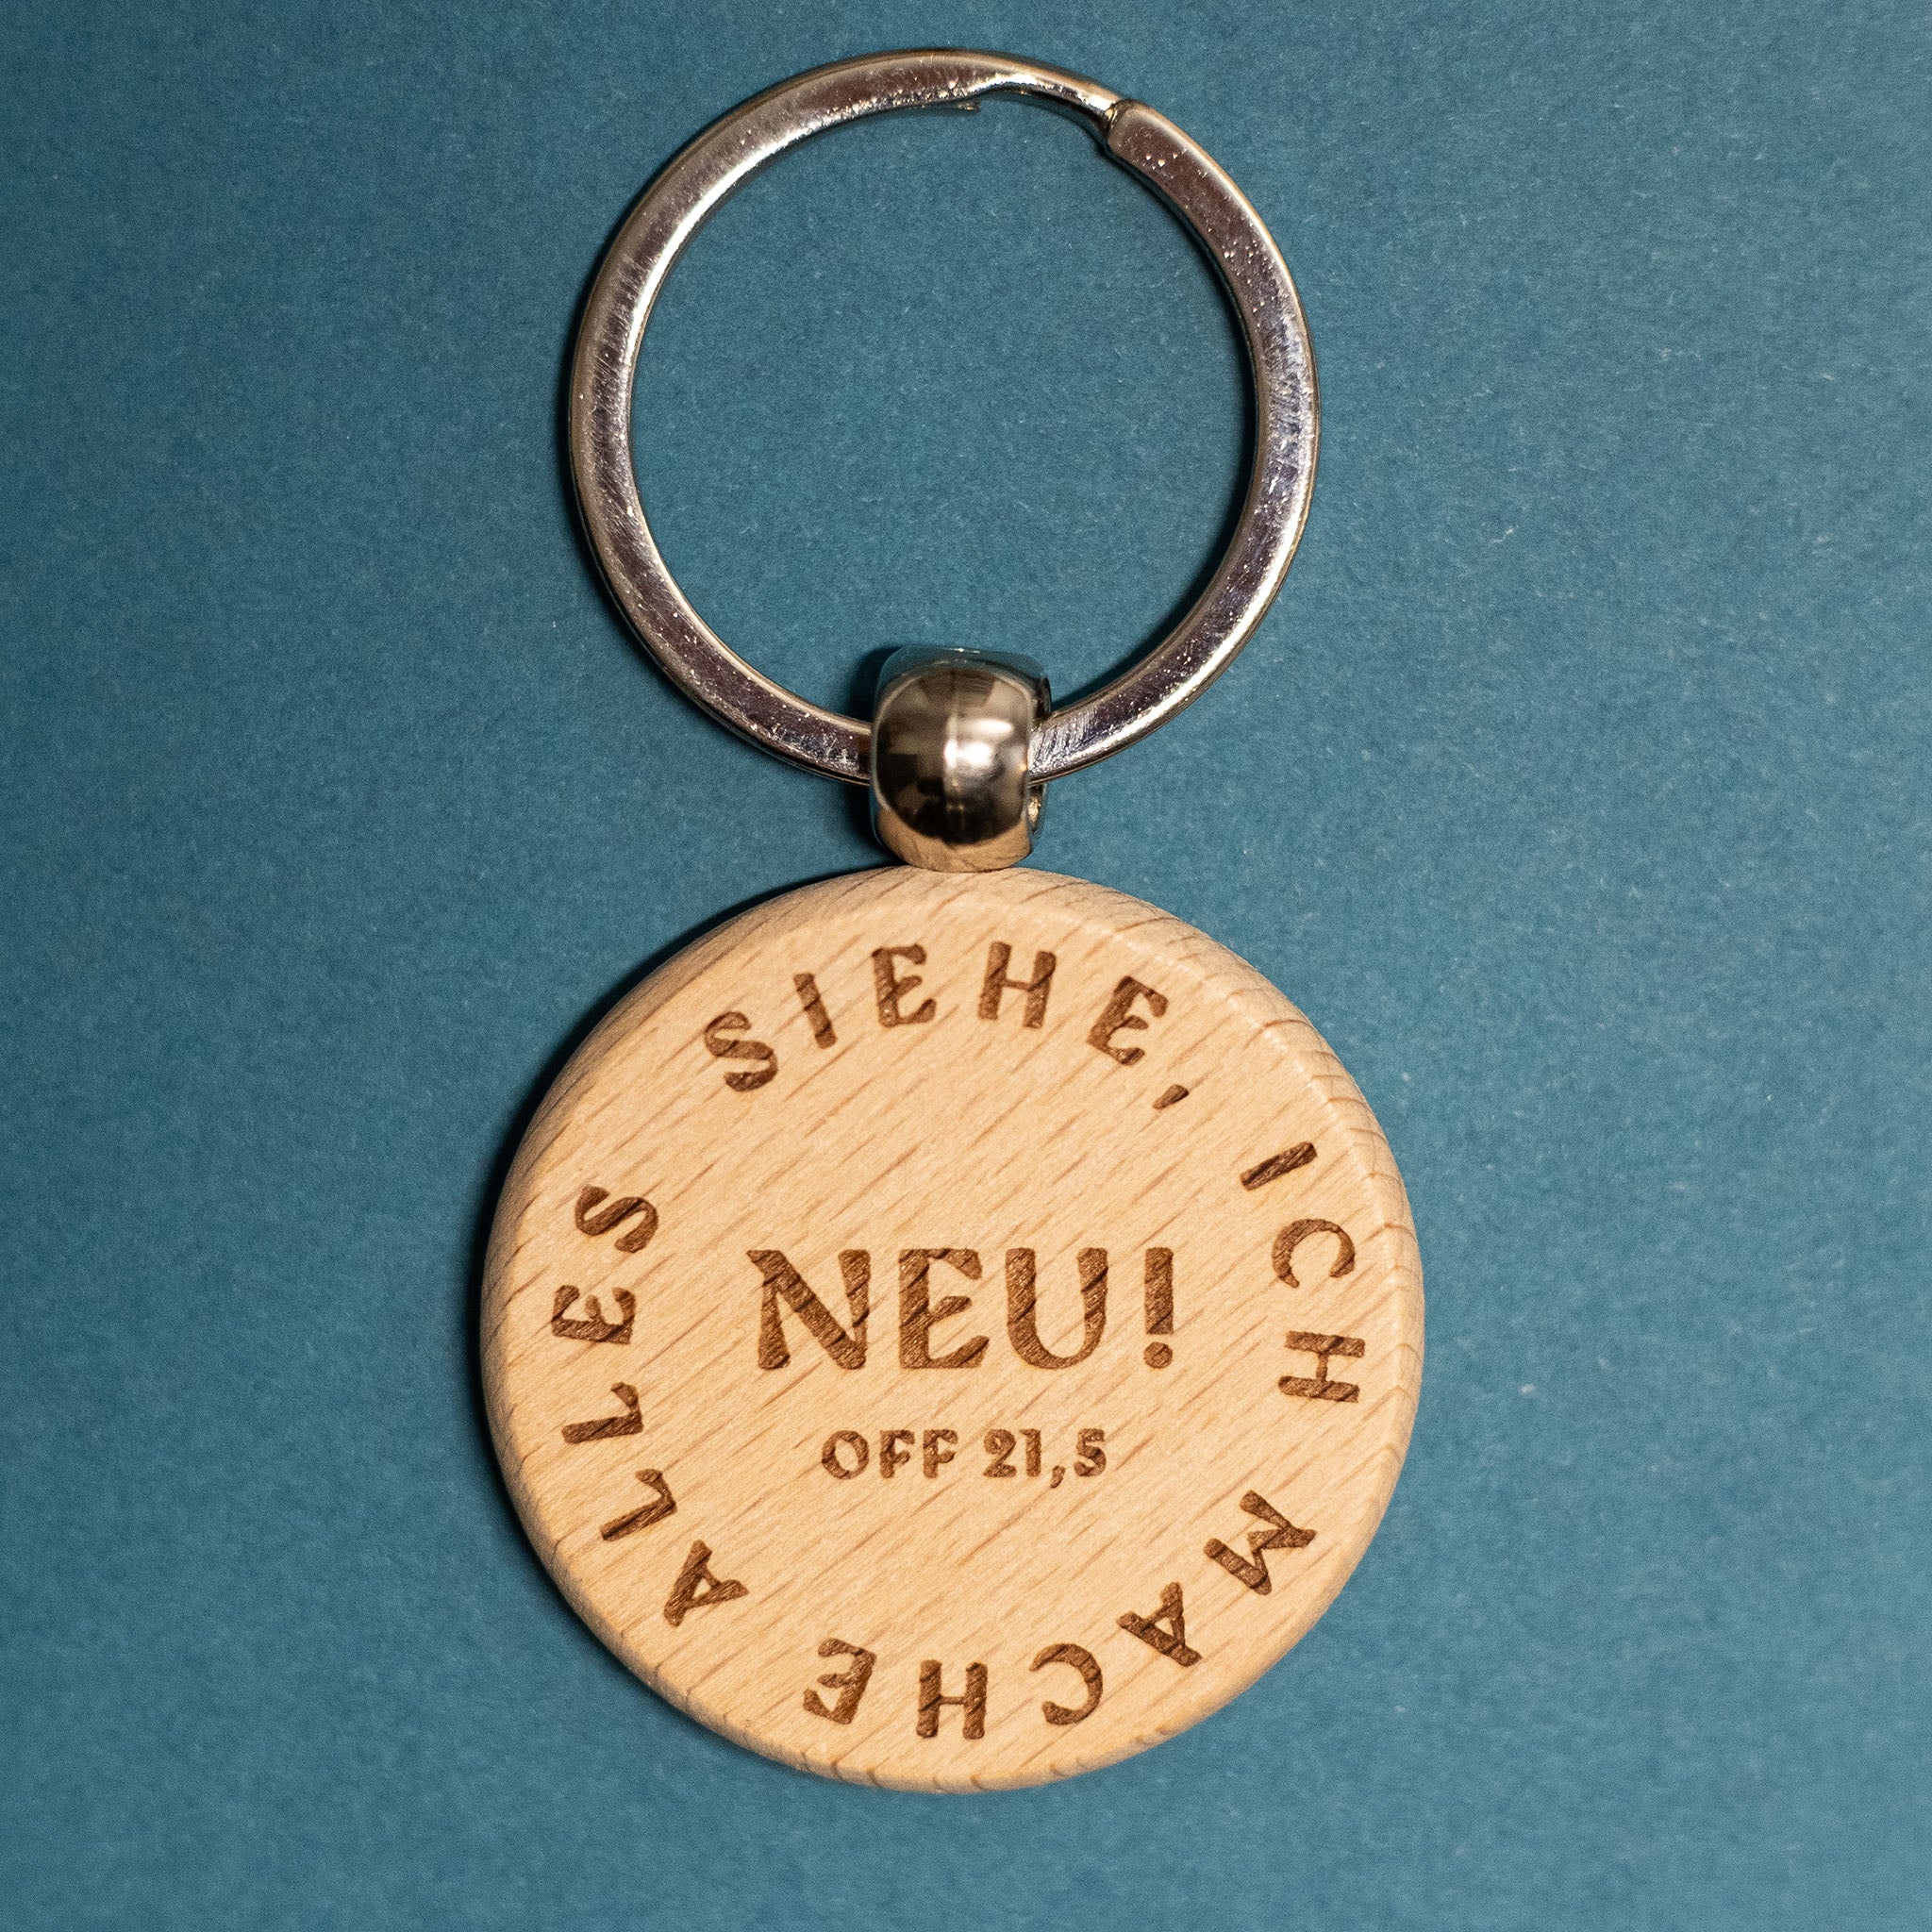 SIEHE, ICH MACHE ALLES
NEU!
OFF 21,5